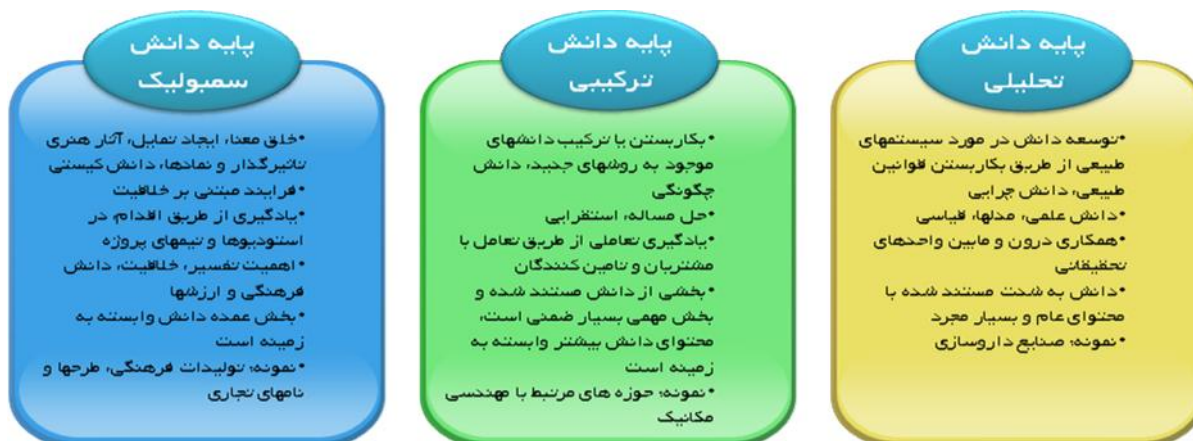 پایه دانش
تحلیلی
•توسعه دانش در مورد سیستمهای
طبیعی از طریق بکاربستن قوانین
طبیعی، دانش چرایی
•دانش علمی، مدلها، قیاسی
•همکاری درون و مابین واحدهای
تحقیقاتی
•دانش به شدت مستند شده با
محتوای عام و بسیار مجرد
•نمونه: صنایع داروسازی
پایه دانش
ترکیبی
•بکاربستن یا ترکیب دانشهای
موجود به روشهای جدید، دانش
چگونگی
•حل مساله، استقرایی
•یادگیری تعاملی از طریق تعامل با
مشتریان و تامین کنندگان
•بخشی از دانش مستند شده و
بخش مهمی بسیار ضمنی است،
محتوای دانش بیشتر وابسته به
زمینه است
•نمونه: حوزه های مرتبط با مهندسی
مکانیک
پایه دانش
سمبولیک
•خلق معنا، ایجاد تمایل، آثار هنری
تاثیرگذار و نمادها، دانش کیستی
•فرایند مبتنی بر خلاقیت
•یادگیری از طریق اقدام، در
استودیوها و تیمهای پروژه
•اهمیت تفسیر، خلاقیت، دانش
فرهنگی و ارزشها
•بخش عمده دانش وابسته به
زمینه است
•نمونه: تولیدات فرهنگی، طرحها و
نامهای تجاری